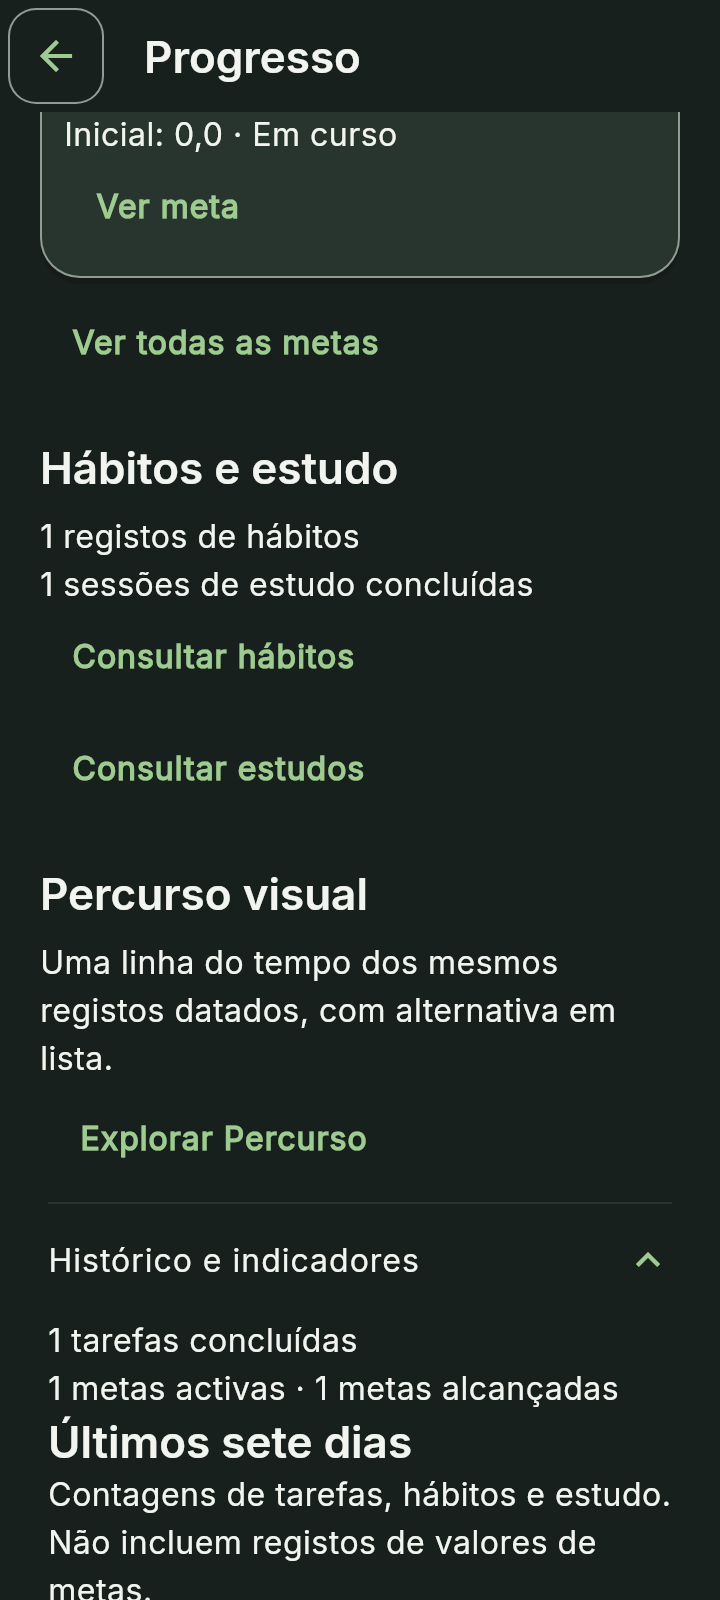 Progresso
Inicial: 0,0 · Em curso
Ver meta
Ver todas as metas
Hábitos e estudo
1 registos de hábitos
1 sessões de estudo concluídas
Consultar hábitos
Consultar estudos
Percurso visual
Uma linha do tempo dos mesmos
registos datados, com alternativa em
lista.
Explorar Percurso
Histórico e indicadores
1 tarefas concluídas
1 metas activas · 1 metas alcançadas
Últimos sete dias
Contagens de tarefas, hábitos e estudo.
Não incluem registos de valores de
metas.